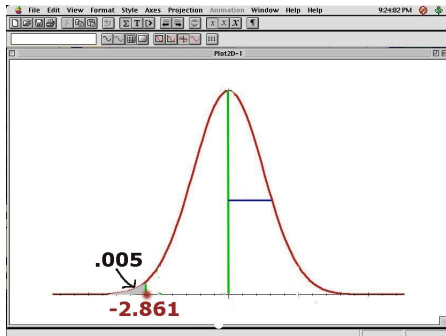 File Edit View Format Style Axes Projection Animation Window Help Help 9:24:02 PM
Σ T x x X ¶
Plot2D•1
.005
-2.861